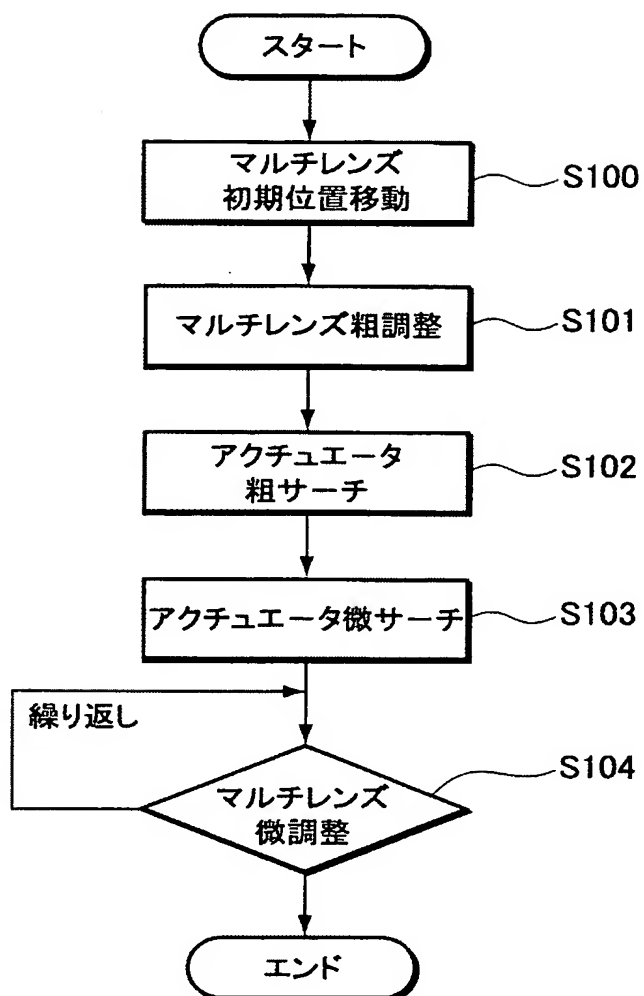 スタート
マルチレンズ
初期位置移動
S100
マルチレンズ粗調整
S101
アクチュエータ
粗サーチ
S102
アクチュエータ微サーチ
S103
繰り返し
マルチレンズ
微調整
S104
エンド